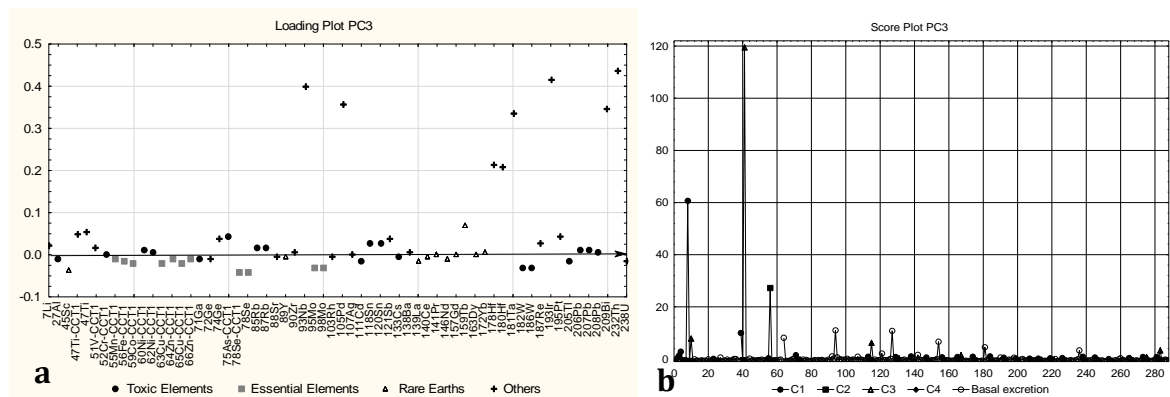 Loading Plot PC3
0.5
0.4
0.3
0.2
0.1
0.0
-0.1
7Li
27Al
45Sc
47Ti-CCT1
47Ti
51V-CCT1
52Cr-CCT1
55Mn-CCT1
56Fe-CCT1
59Co-CCT1
60Ni-CCT1
62Ni-CCT1
63Cu-CCT1
64Zn-CCT1
65Cu-CCT1
66Zn-CCT1
71Ga
72Ge
74Ge
75As-CCT1
78Se-CCT1
78Se
85Rb
87Rb
88Sr
89Y
90Zr
93Nb
95Mo
98Mo
103Rh
105Pd
107Ag
111Cd
118Sn
120Sn
121Sb
133Cs
138Ba
139La
140Ce
141Pr
146Nd
157Gd
159Tb
163Dy
172Yb
178Hf
180Hf
181Ta
182W
186W
187Re
193Ir
195Pt
205Tl
206Pb
207Pb
208Pb
209Bi
232Th
238U
Toxic Elements Essential Elements Rare Earths Others
a
Score Plot PC3
120
100
80
60
40
20
0
0 20 40 60 80 100 120 140 160 180 200 220 240 260 280
C1 C2 C3 C4 Basal excretion
b